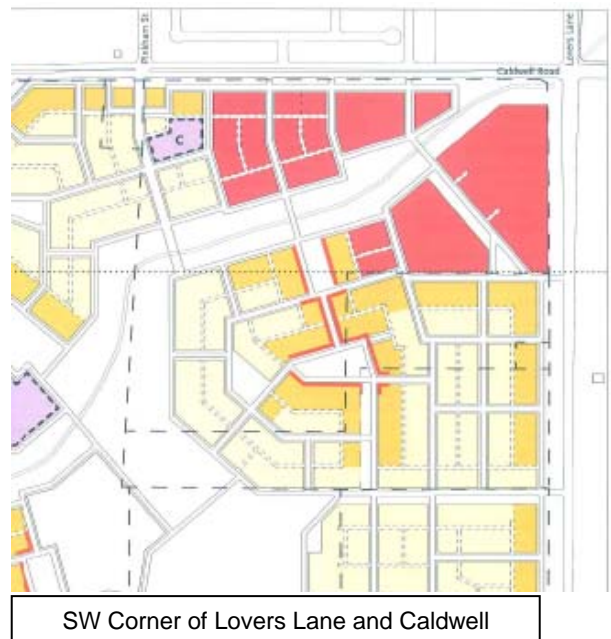 Pinkham St
Lovers Lane
Caldwell Road
C
SW Corner of Lovers Lane and Caldwell